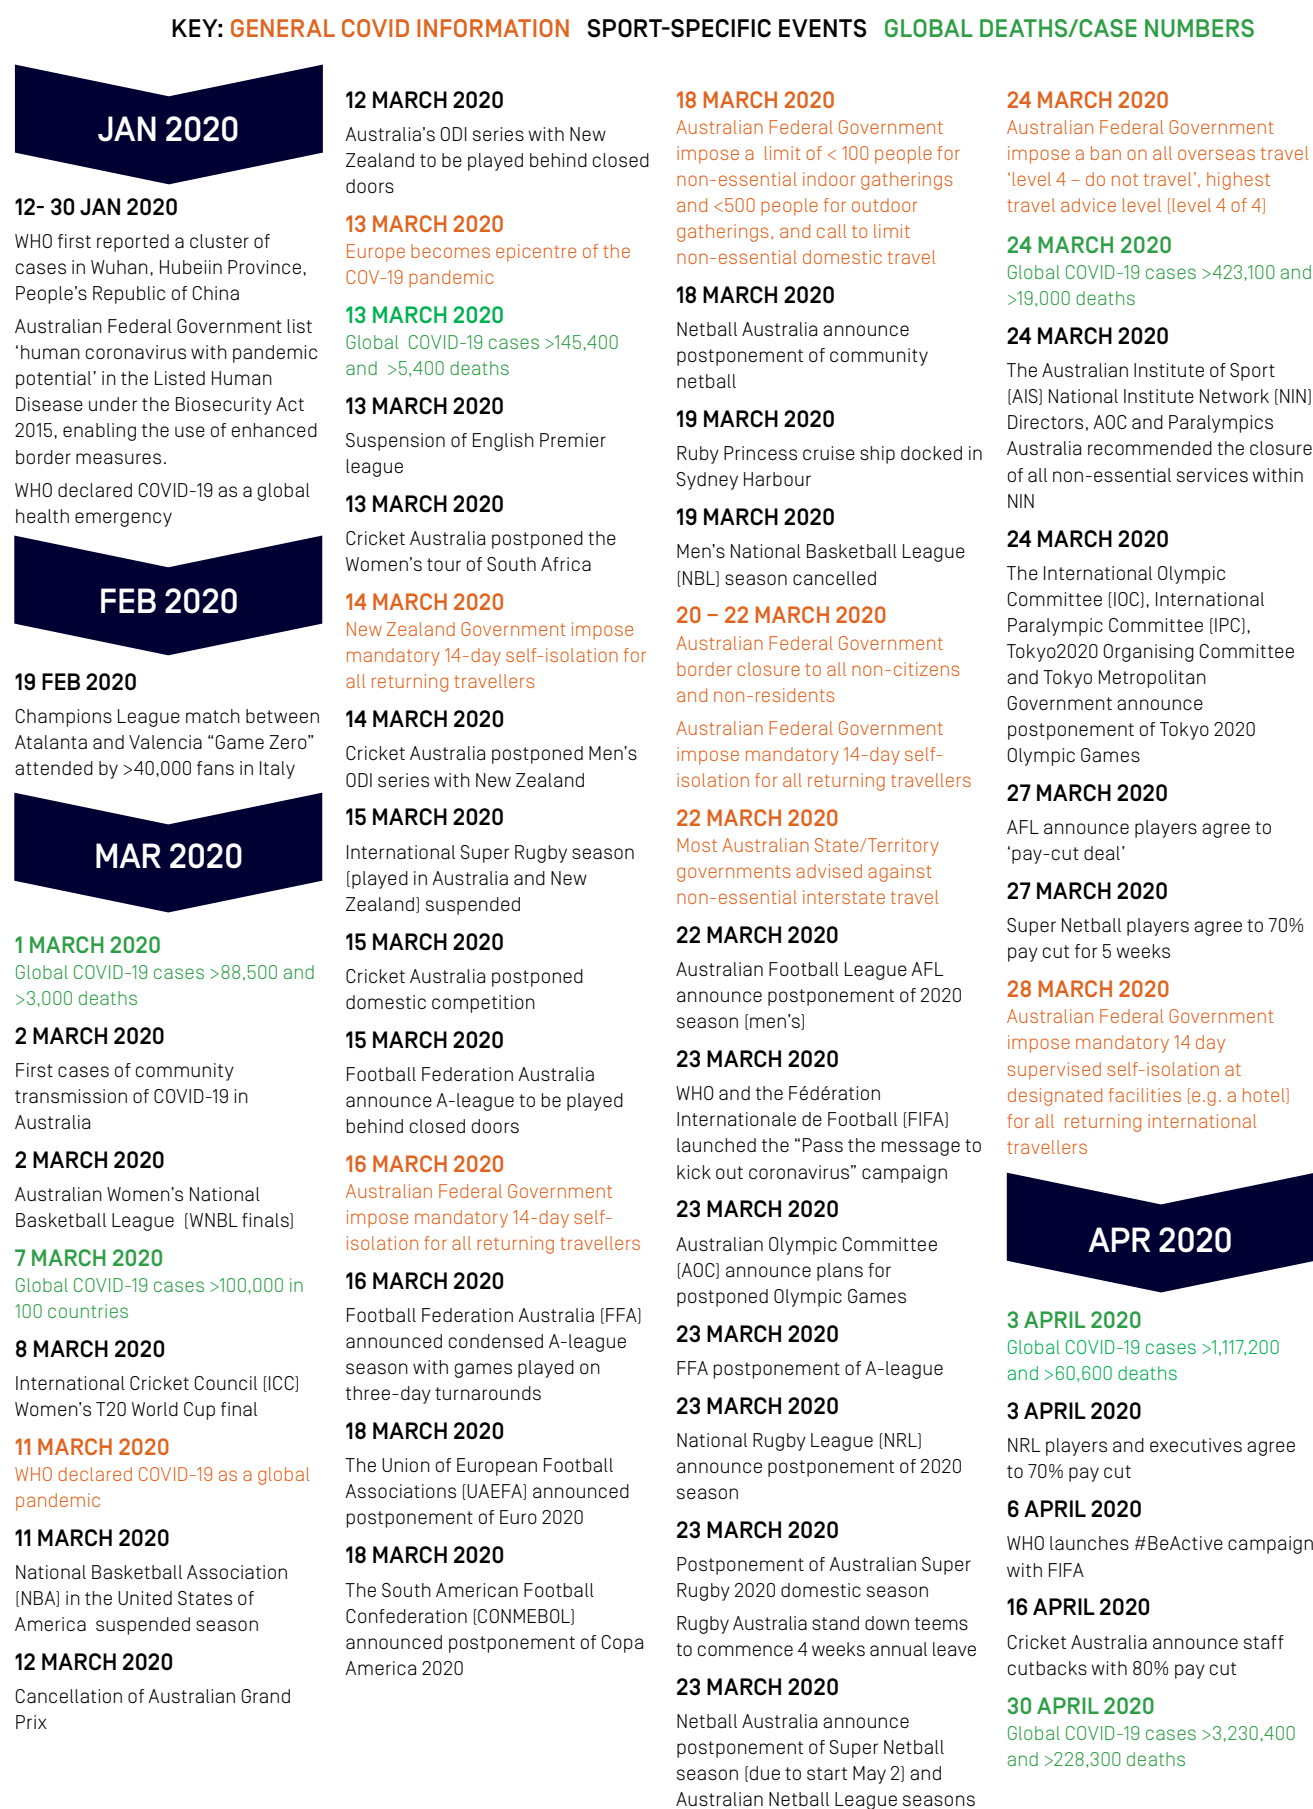 KEY: GENERAL COVID INFORMATION SPORT-SPECIFIC EVENTS GLOBAL DEATHS/CASE NUMBERS
JAN 2020
12- 30 JAN 2020
WHO first reported a cluster of
cases in Wuhan, Hubeiin Province,
People's Republic of China
Australian Federal Government list
‘human coronavirus with pandemic
potential’ in the Listed Human
Disease under the Biosecurity Act
2015, enabling the use of enhanced
border measures.
WHO declared COVID-19 as a global
health emergency
FEB 2020
19 FEB 2020
Champions League match between
Atalanta and Valencia “Game Zero”
attended by >40,000 fans in Italy
MAR 2020
1 MARCH 2020
Global COVID-19 cases >88,500 and
>3,000 deaths
2 MARCH 2020
First cases of community
transmission of COVID-19 in
Australia
2 MARCH 2020
Australian Women's National
Basketball League (WNBL finals)
7 MARCH 2020
Global COVID-19 cases >100,000 in
100 countries
8 MARCH 2020
International Cricket Council (ICC)
Women's T20 World Cup final
11 MARCH 2020
WHO declared COVID-19 as a global
pandemic
11 MARCH 2020
National Basketball Association
(NBA) in the United States of
America suspended season
12 MARCH 2020
Cancellation of Australian Grand
Prix
12 MARCH 2020
Australia's ODI series with New
Zealand to be played behind closed
doors
13 MARCH 2020
Europe becomes epicentre of the
COV-19 pandemic
13 MARCH 2020
Global COVID-19 cases >145,400
and >5,400 deaths
13 MARCH 2020
Suspension of English Premier
league
13 MARCH 2020
Cricket Australia postponed the
Women's tour of South Africa
14 MARCH 2020
New Zealand Government impose
mandatory 14-day self-isolation for
all returning travellers
14 MARCH 2020
Cricket Australia postponed Men's
ODI series with New Zealand
15 MARCH 2020
International Super Rugby season
(played in Australia and New
Zealand) suspended
15 MARCH 2020
Cricket Australia postponed
domestic competition
15 MARCH 2020
Football Federation Australia
announce A-league to be played
behind closed doors
16 MARCH 2020
Australian Federal Government
impose mandatory 14-day self-
isolation for all returning travellers
16 MARCH 2020
Football Federation Australia (FFA)
announced condensed A-league
season with games played on
three-day turnarounds
18 MARCH 2020
The Union of European Football
Associations (UAEFA) announced
postponement of Euro 2020
18 MARCH 2020
The South American Football
Confederation (CONMEBOL)
announced postponement of Copa
America 2020
18 MARCH 2020
Australian Federal Government
impose a limit of < 100 people for
non-essential indoor gatherings
and <500 people for outdoor
gatherings, and call to limit
non-essential domestic travel
18 MARCH 2020
Netball Australia announce
postponement of community
netball
19 MARCH 2020
Ruby Princess cruise ship docked in
Sydney Harbour
19 MARCH 2020
Men's National Basketball League
(NBL) season cancelled
20 – 22 MARCH 2020
Australian Federal Government
border closure to all non-citizens
and non-residents
Australian Federal Government
impose mandatory 14-day self-
isolation for all returning travellers
22 MARCH 2020
Most Australian State/Territory
governments advised against
non-essential interstate travel
22 MARCH 2020
Australian Football League AFL
announce postponement of 2020
season (men's)
23 MARCH 2020
WHO and the Fédération
Internationale de Football (FIFA)
launched the “Pass the message to
kick out coronavirus” campaign
23 MARCH 2020
Australian Olympic Committee
(AOC) announce plans for
postponed Olympic Games
23 MARCH 2020
FFA postponement of A-league
23 MARCH 2020
National Rugby League (NRL)
announce postponement of 2020
season
23 MARCH 2020
Postponement of Australian Super
Rugby 2020 domestic season
Rugby Australia stand down teems
to commence 4 weeks annual leave
23 MARCH 2020
Netball Australia announce
postponement of Super Netball
season (due to start May 2) and
Australian Netball League seasons
24 MARCH 2020
Australian Federal Government
impose a ban on all overseas travel
‘level 4 – do not travel’, highest
travel advice level (level 4 of 4)
24 MARCH 2020
Global COVID-19 cases >423,100 and
>19,000 deaths
24 MARCH 2020
The Australian Institute of Sport
(AIS) National Institute Network (NIN)
Directors, AOC and Paralympics
Australia recommended the closure
of all non-essential services within
NIN
24 MARCH 2020
The International Olympic
Committee (IOC), International
Paralympic Committee (IPC),
Tokyo2020 Organising Committee
and Tokyo Metropolitan
Government announce
postponement of Tokyo 2020
Olympic Games
27 MARCH 2020
AFL announce players agree to
‘pay-cut deal’
27 MARCH 2020
Super Netball players agree to 70%
pay cut for 5 weeks
28 MARCH 2020
Australian Federal Government
impose mandatory 14 day
supervised self-isolation at
designated facilities (e.g. a hotel)
for all returning international
travellers
APR 2020
3 APRIL 2020
Global COVID-19 cases >1,117,200
and >60,600 deaths
3 APRIL 2020
NRL players and executives agree
to 70% pay cut
6 APRIL 2020
WHO launches #BeActive campaign
with FIFA
16 APRIL 2020
Cricket Australia announce staff
cutbacks with 80% pay cut
30 APRIL 2020
Global COVID-19 cases >3,230,400
and >228,300 deaths